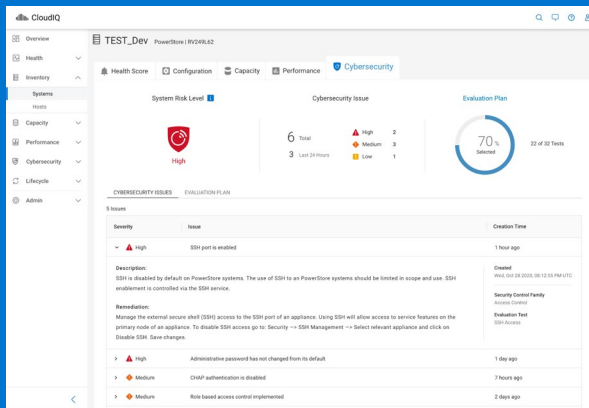 CloudIQ
Overview
Health
Inventory
Systems
Hosts
Capacity
Performance
Cybersecurity
Lifecycle
Admin
TEST_Dev PowerStore | RV249L62
Health Score
Configuration
Capacity
Performance
Cybersecurity
System Risk Level
High
Cybersecurity Issue
6 Total
3 Last 24 Hours
High 2
Medium 3
Low 1
Evaluation Plan
70 %
Selected
22 of 32 Tests
CYBERSECURITY ISSUES EVALUATION PLAN
5 Issues
Severity Issue Creation Time
High SSH port is enabled 1 hour ago
Description:
SSH is disabled by default on PowerStore systems. The use of SSH to an PowerStore systems should be limited in scope and use. SSH
enablement is controlled via the SSH service.
Remediation:
Manage the external secure shell (SSH) access to the SSH port of an appliance. Using SSH will allow access to service features on the
primary node of an appliance. To disable SSH access go to: Security —> SSH Management —> Select relevant appliance and click on
Disable SSH. Save changes.
Created
Wed, Oct 28 2020, 08:12:55 PM UTC
Security Control Family
Access Control
Evaluation Test
SSH Access
High Administrative password has not changed from its default 1 day ago
Medium CHAP authentication is disabled 7 hours ago
Medium Role based access control implemented 2 days ago